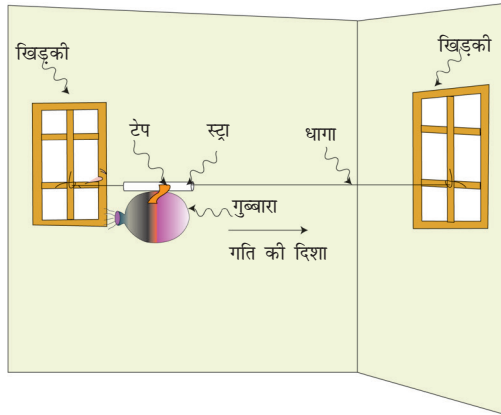 खिड़की
खिड़की
टेप
स्ट्रा
धागा
गुब्बारा
गति की दिशा